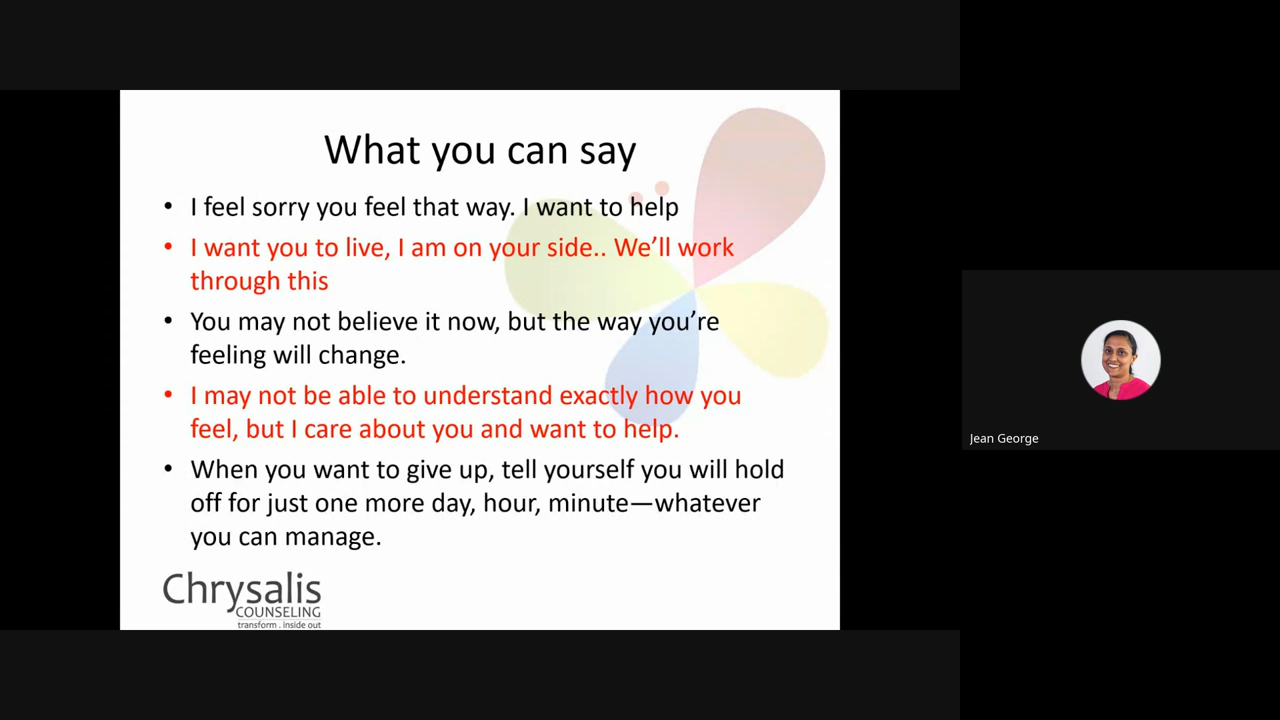 What you can say
• I feel sorry you feel that way. I want to help
• I want you to live, I am on your side.. We’ll work
through this
• You may not believe it now, but the way you’re
feeling will change.
• I may not be able to understand exactly how you
feel, but I care about you and want to help.
• When you want to give up, tell yourself you will hold
off for just one more day, hour, minute—whatever
you can manage.
Chrysalis
COUNSELING
transform . inside out
Jean George